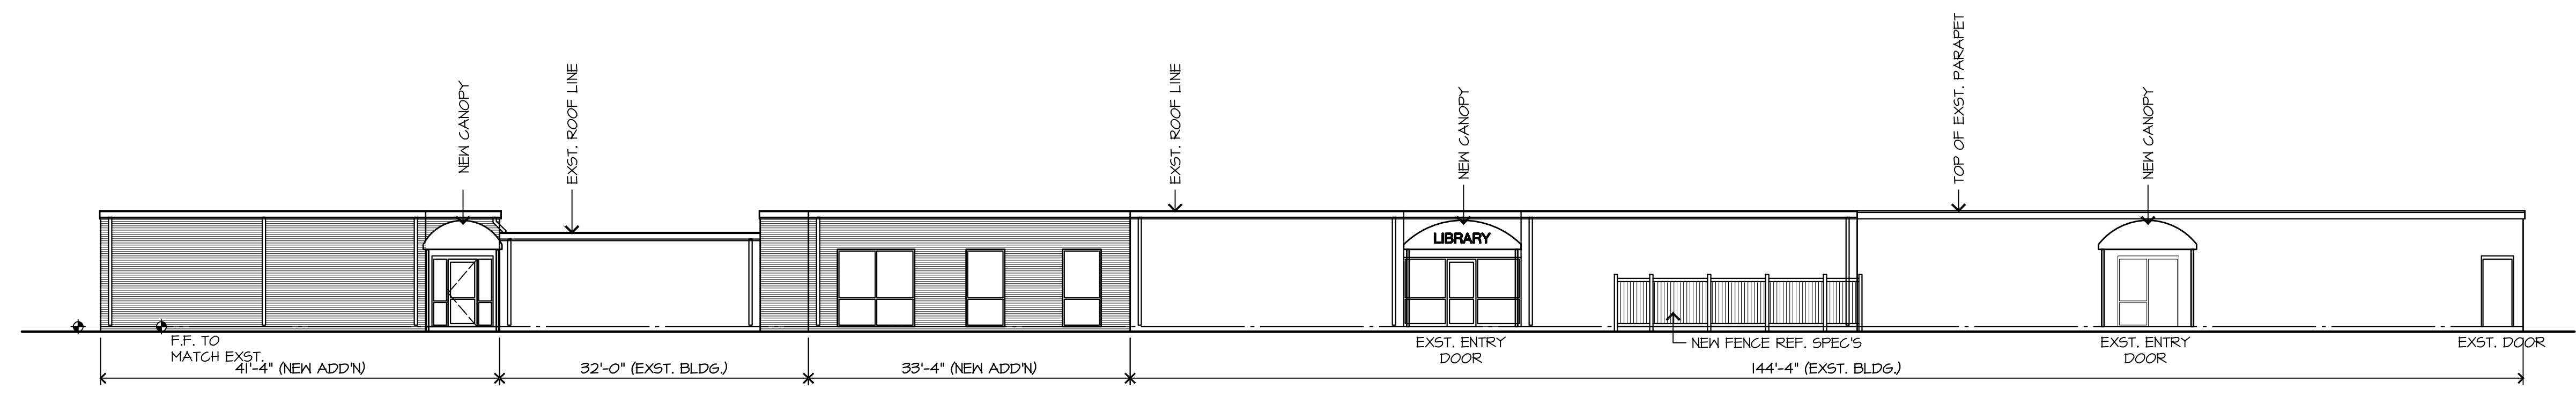 NEW CANOPY
EXST. ROOF LINE
EXST. ROOF LINE
NEW CANOPY
TOP OF EXST. PARAPET
NEW CANOPY
LIBRARY
F.F. TO
MATCH EXST.
EXST. ENTRY
DOOR
NEW FENCE REF. SPEC'S
EXST. ENTRY
DOOR
EXST. DOOR
41'-4" (NEW ADD'N)
32'-0" (EXST. BLDG.)
33'-4" (NEW ADD'N)
144'-4" (EXST. BLDG.)